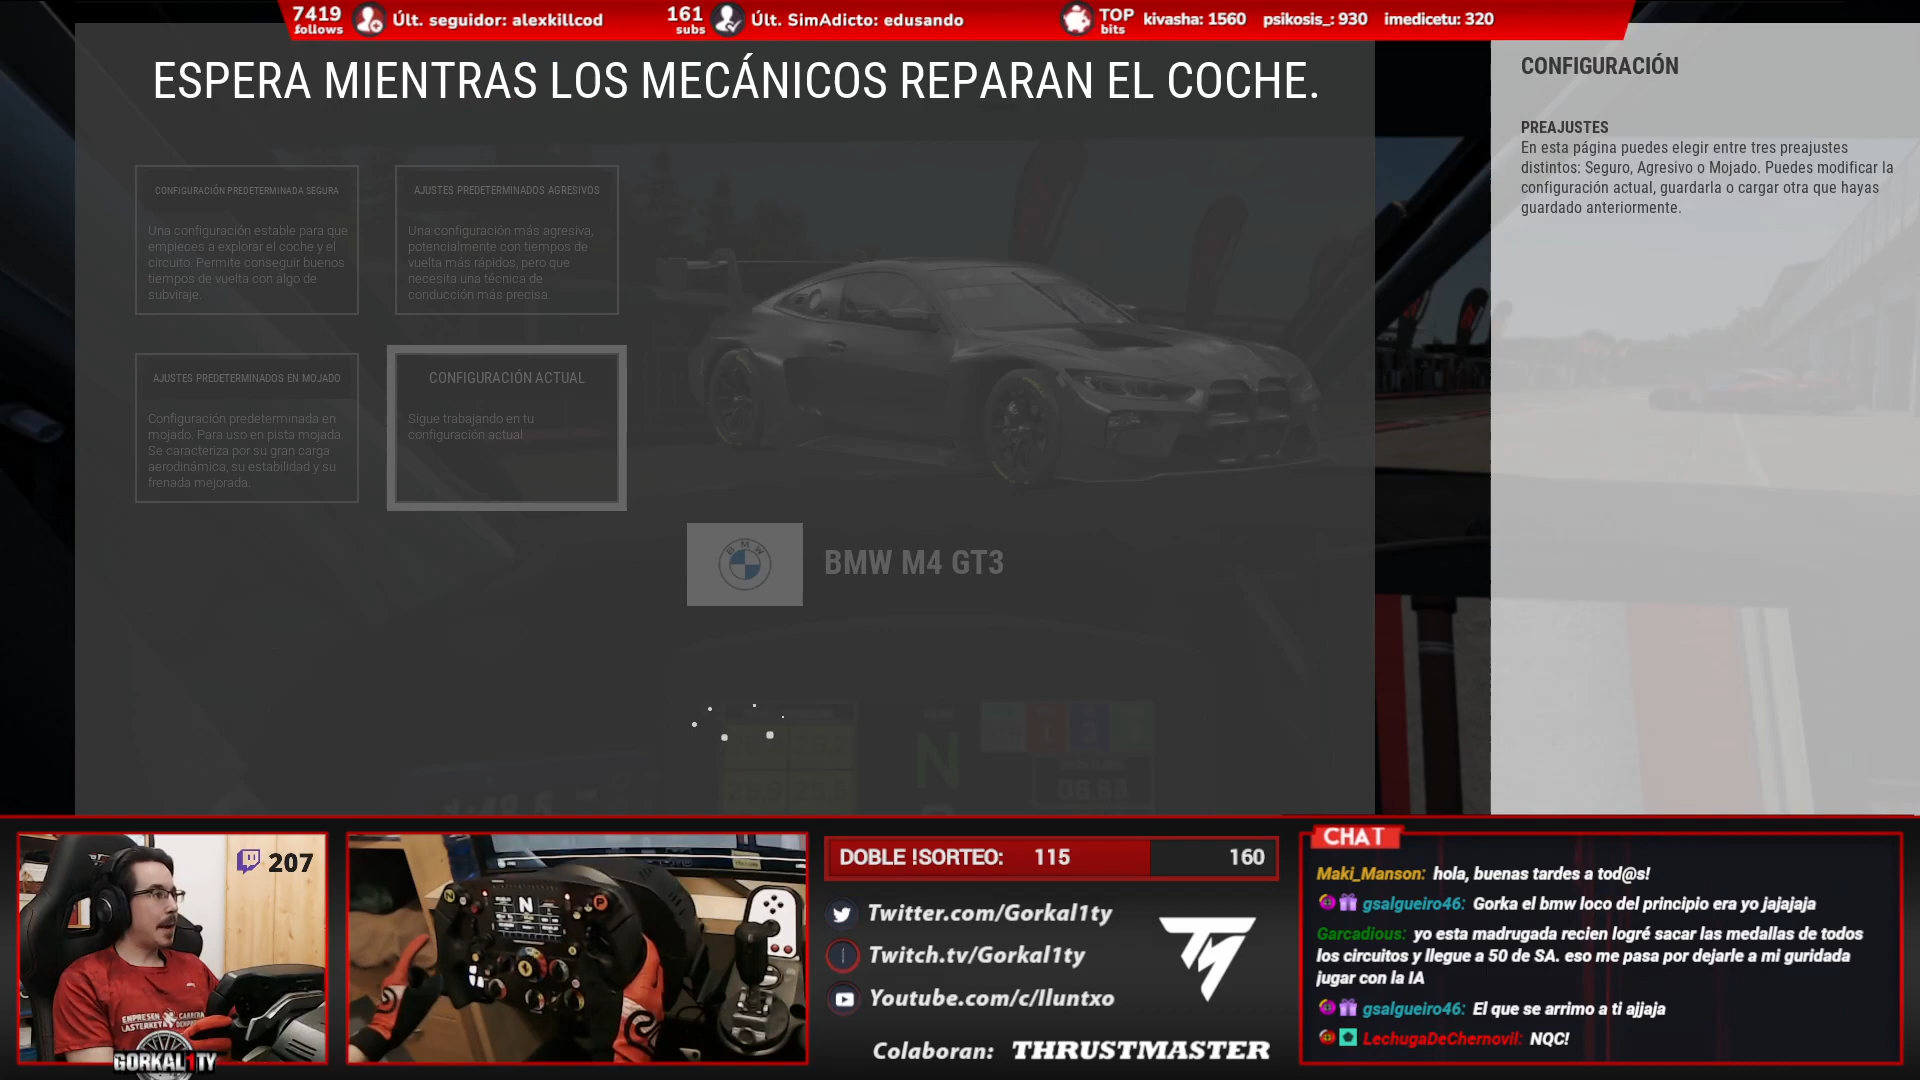 7419
follows
Últ. seguidor: alexkillcod
161
subs
Últ. SimAdicto: edusando
TOP
bits
kivasha: 1560 psikosis_: 930 imedicetu: 320
ESPERA MIENTRAS LOS MECÁNICOS REPARAN EL COCHE.
CONFIGURACIÓN PREDETERMINADA SEGURA
Una configuración estable para que
empieces a explorar el coche y el
circuito. Permite conseguir buenos
tiempos de vuelta con algo de
subviraje.
AJUSTES PREDETERMINADOS AGRESIVOS
Una configuración más agresiva,
potencialmente con tiempos de
vuelta más rápidos, pero que
necesita una técnica de
conducción más precisa.
AJUSTES PREDETERMINADOS EN MOJADO
Configuración predeterminada en
mojado. Para uso en pista mojada.
Se caracteriza por su gran carga
aerodinámica, su estabilidad y su
frenada mejorada.
CONFIGURACIÓN ACTUAL
Sigue trabajando en tu
configuración actual
BMW
BMW M4 GT3
N
CONFIGURACIÓN
PREAJUSTES
En esta página puedes elegir entre tres preajustes
distintos: Seguro, Agresivo o Mojado. Puedes modificar la
configuración actual, guardarla o cargar otra que hayas
guardado anteriormente.
207
GORKAL1TY
N
P
DOBLE !SORTEO: 115 160
Twitter.com/Gorkal1ty
Twitch.tv/Gorkal1ty
Youtube.com/c/Iluntxo
Colaboran: THRUSTMASTER
CHAT
Maki_Manson: hola, buenas tardes a tod@s!
gsalgueiro46: Gorka el bmw loco del principio era yo jajajaja
Garcadious: yo esta madrugada recien logré sacar las medallas de todos
los circuitos y llegue a 50 de SA. eso me pasa por dejarle a mi guridada
jugar con la IA
gsalgueiro46: El que se arrimo a ti ajjaja
LechugaDeChernovil: NQC!